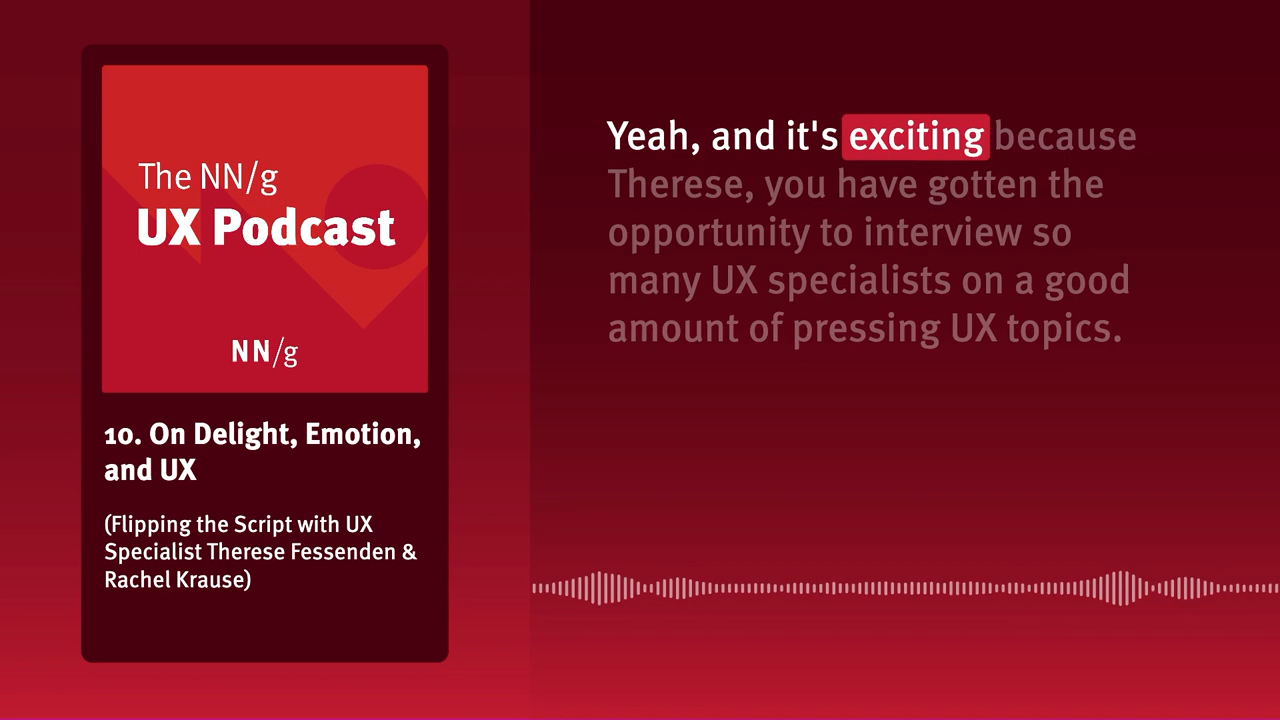 The NN/g
UX Podcast
NN/g
10. On Delight, Emotion,
and UX
(Flipping the Script with UX
Specialist Therese Fessenden &
Rachel Krause)
Yeah, and it's exciting because
Therese, you have gotten the
opportunity to interview so
many UX specialists on a good
amount of pressing UX topics.